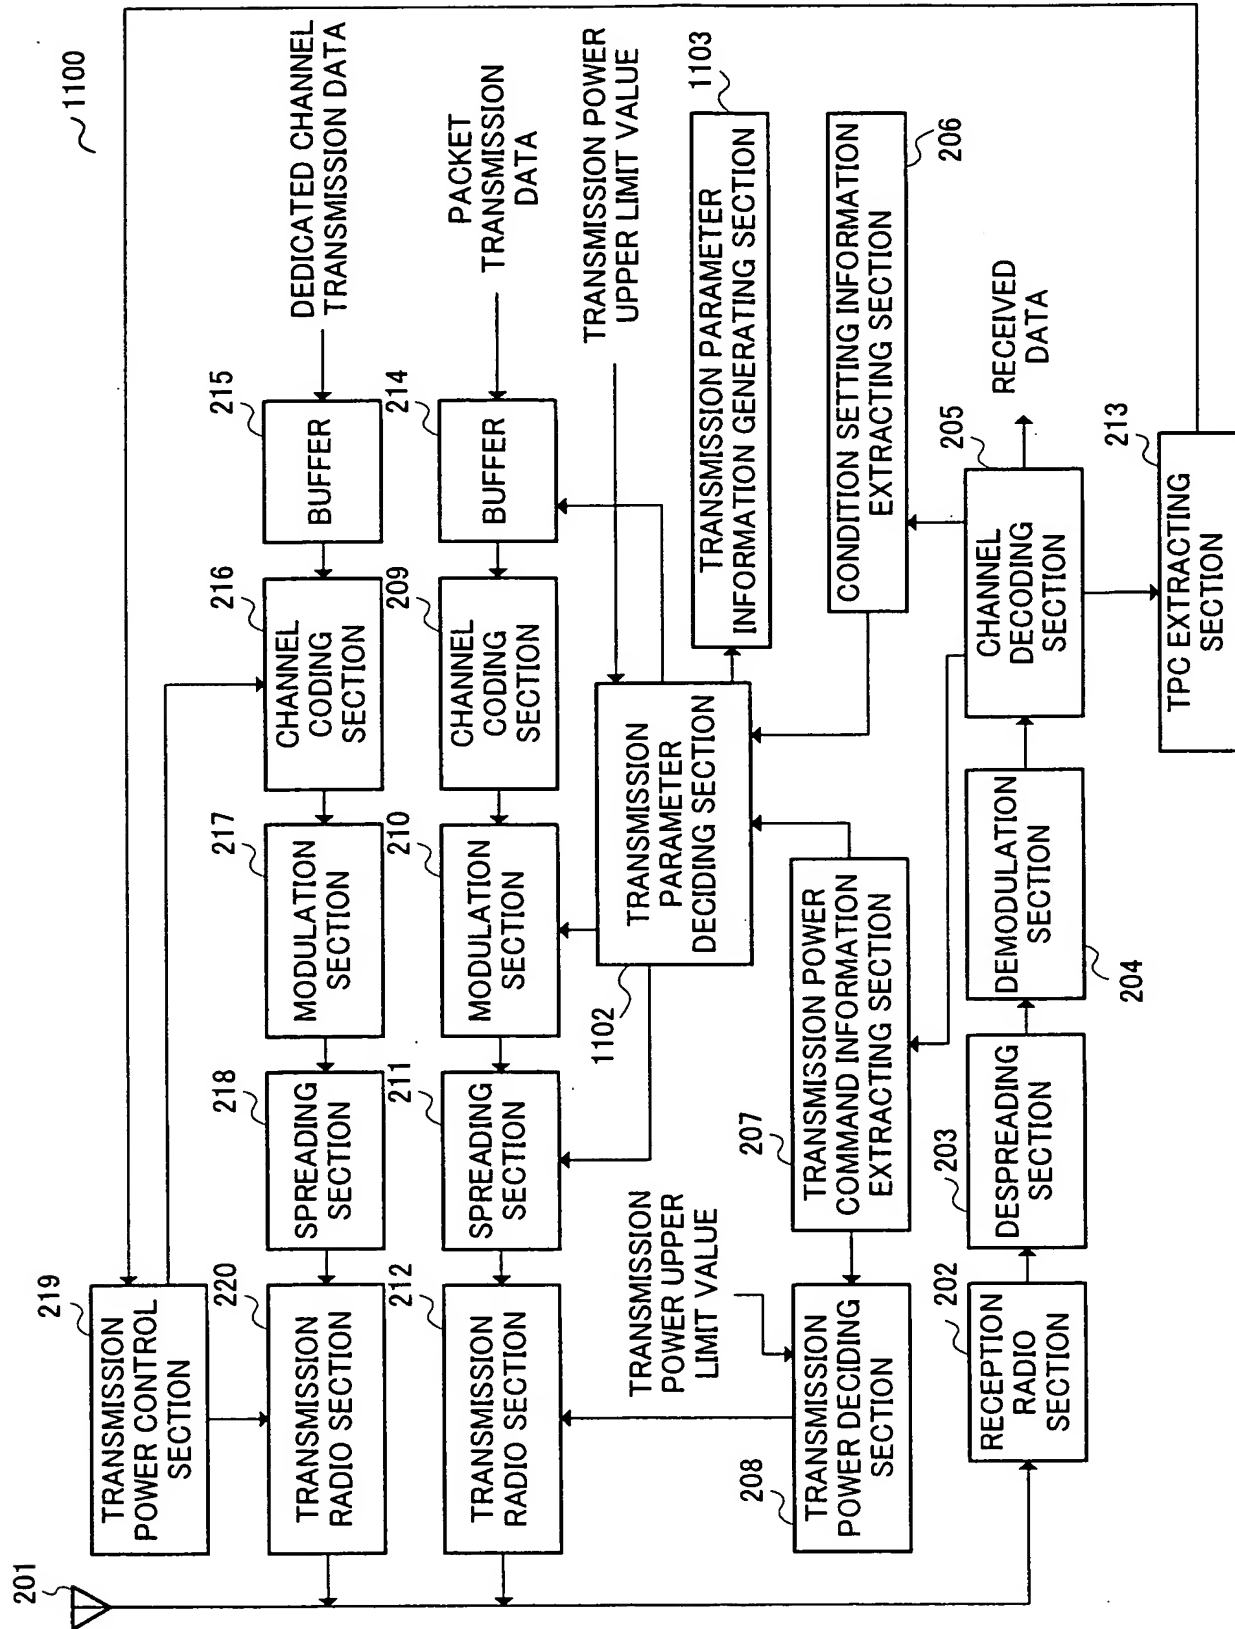 1100
DEDICATED CHANNEL
TRANSMISSION DATA
PACKET
TRANSMISSION
DATA
TRANSMISSION POWER
UPPER LIMIT VALUE
201
219
TRANSMISSION
POWER CONTROL
SECTION
220
TRANSMISSION
RADIO SECTION
218
SPREADING
SECTION
217
MODULATION
SECTION
216
CHANNEL
CODING
SECTION
215
BUFFER
212
TRANSMISSION
RADIO SECTION
211
SPREADING
SECTION
210
MODULATION
SECTION
209
CHANNEL
CODING
SECTION
214
BUFFER
1102
TRANSMISSION
PARAMETER
DECIDING SECTION
1103
TRANSMISSION PARAMETER
INFORMATION GENERATING SECTION
TRANSMISSION
POWER UPPER
LIMIT VALUE
208
TRANSMISSION
POWER DECIDING
SECTION
207
TRANSMISSION POWER
COMMAND INFORMATION
EXTRACTING SECTION
206
CONDITION SETTING INFORMATION
EXTRACTING SECTION
202
RECEPTION
RADIO
SECTION
203
DESPREADING
SECTION
204
DEMODULATION
SECTION
205
CHANNEL
DECODING
SECTION
RECEIVED
DATA
213
TPC EXTRACTING
SECTION